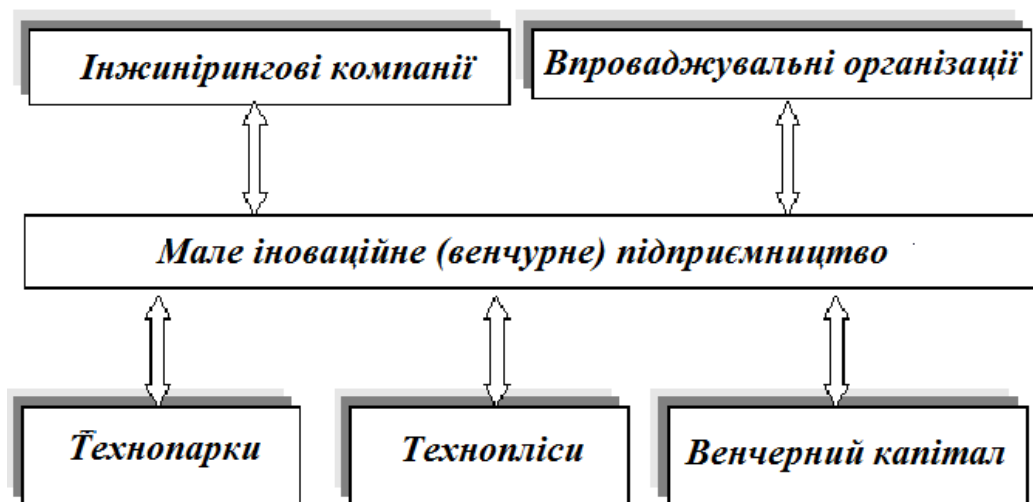 Інжинірингові компанії
Впроваджувальні організації
Мале іноваційне (венчурне) підприємництво
Технопарки
Технопліси
Венчерний капітал